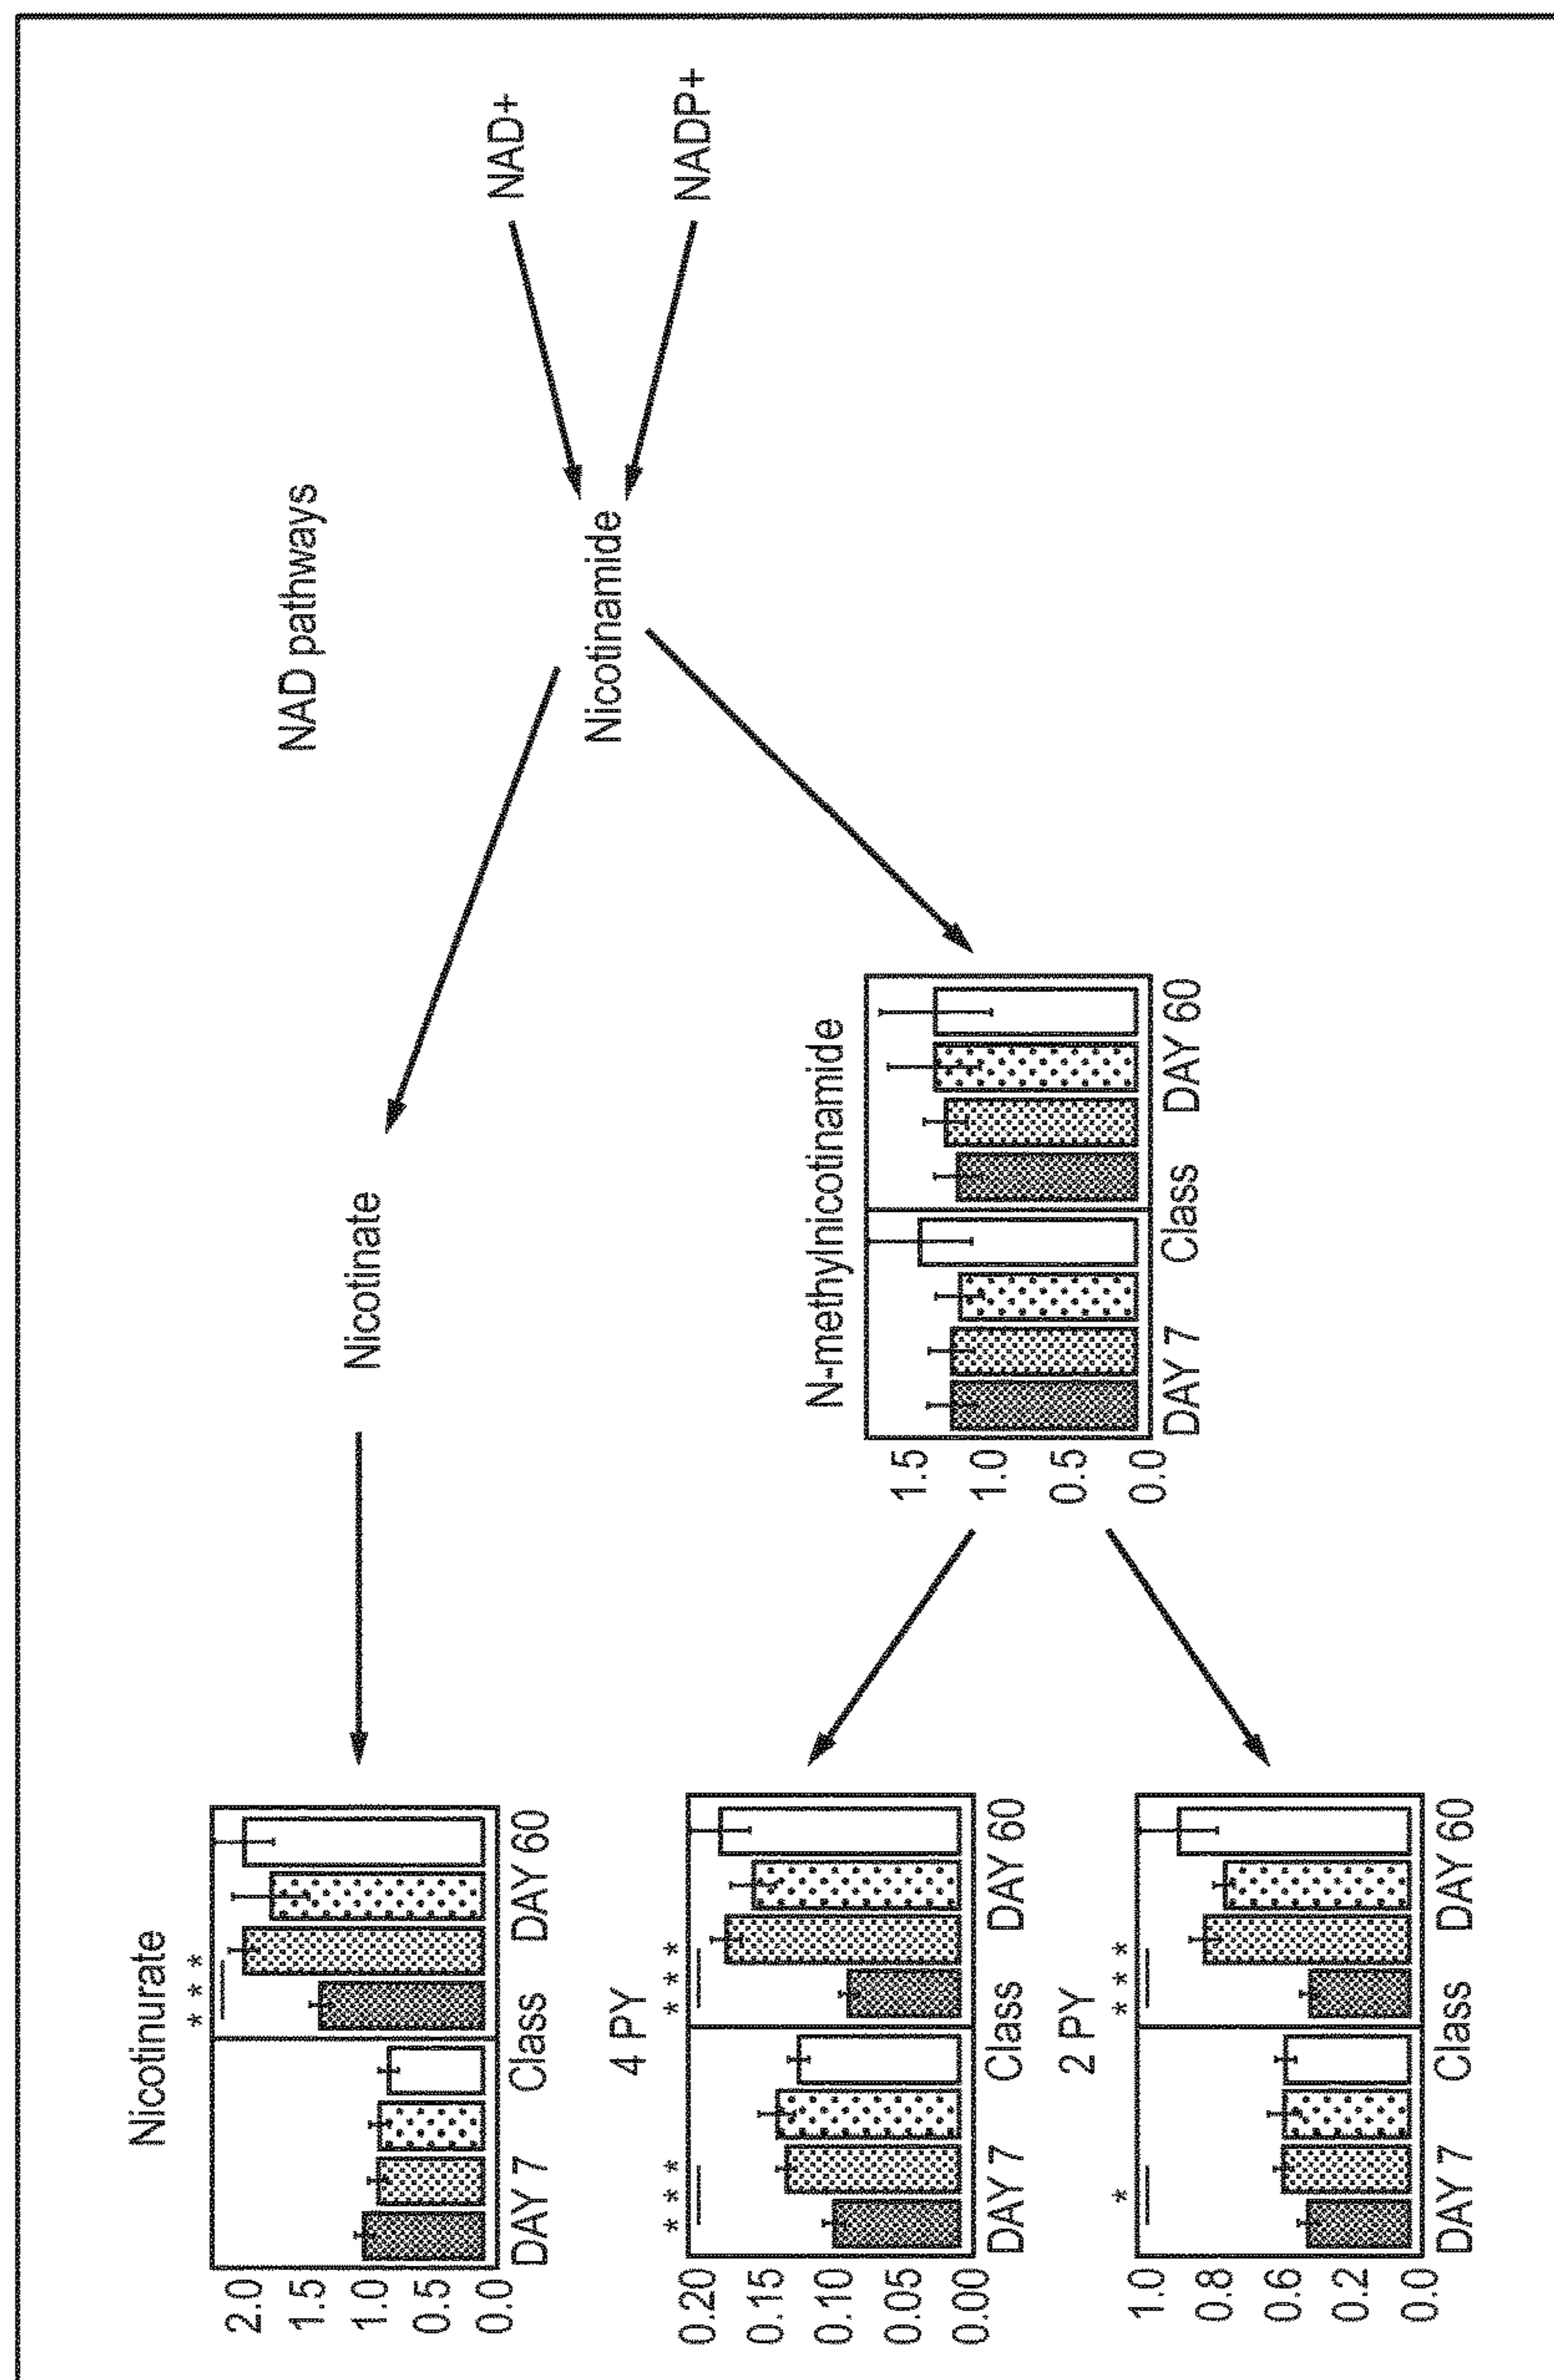 NAD pathways
NAD+
NADP+
Nicotinamide
Nicotinate
Nicotinurate
* * *
2.0
1.5
1.0
0.5
0.0
DAY 7 Class DAY 60
N-methylnicotinamide
1.5
1.0
0.5
0.0
DAY 7 Class DAY 60
4 PY
* * * * * *
0.20
0.15
0.10
0.05
0.00
DAY 7 Class DAY 60
2 PY
* * * *
1.0
0.8
0.6
0.2
0.0
DAY 7 Class DAY 60